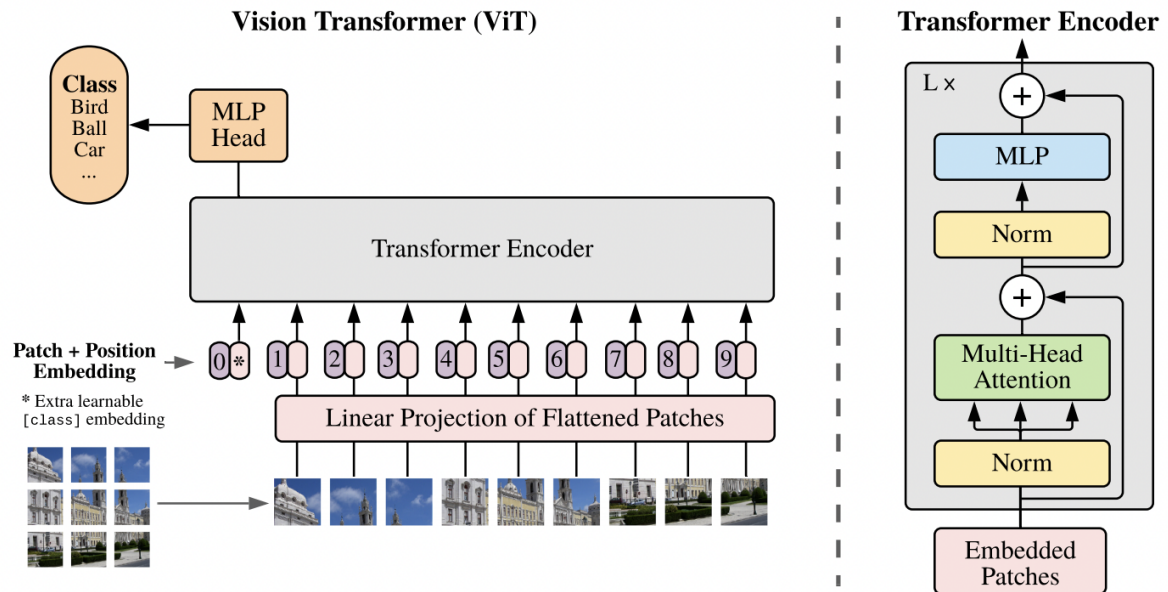 Vision Transformer (ViT)
Class
Bird
Ball
Car
...
MLP
Head
Transformer Encoder
Patch + Position
Embedding
0 * 1 2 3 4 5 6 7 8 9
* Extra learnable
[class] embedding
Linear Projection of Flattened Patches
Transformer Encoder
L x
+
MLP
Norm
+
Multi-Head
Attention
Norm
Embedded
Patches